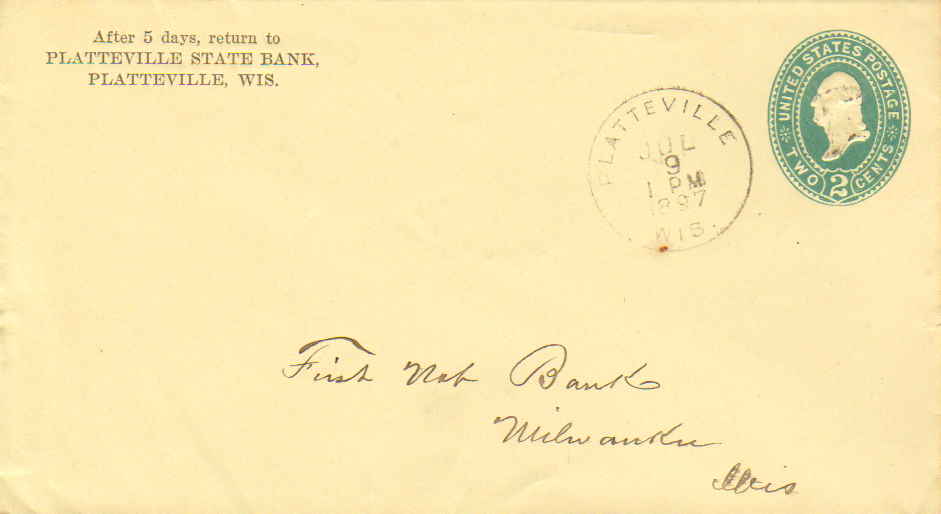 After 5 days, return to
PLATTEVILLE STATE BANK,
PLATTEVILLE, WIS.
PLATTEVILLE
JUL
9
1 PM
1897
WIS.
UNITED STATES POSTAGE
TWO 2 CENTS
First Nat Bank
Milwaukee
Wis